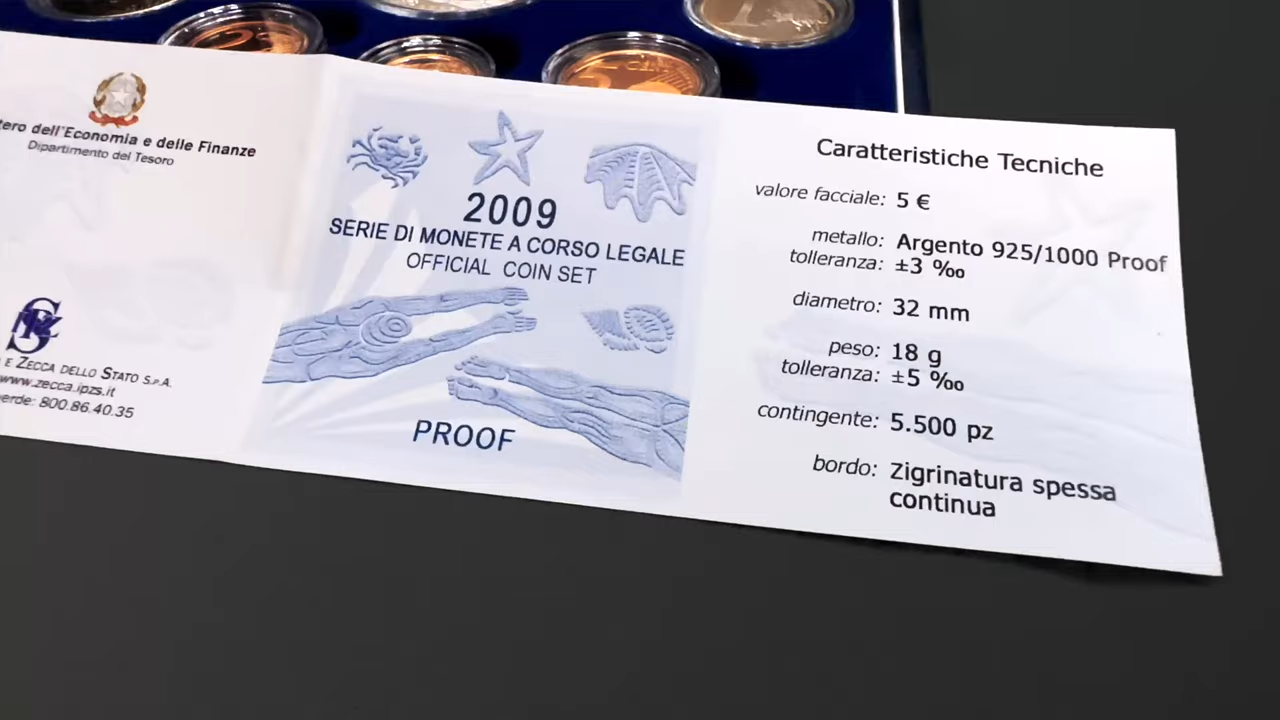 dell'Economia e delle Finanze
Dipartimento del Tesoro
E ZECCA DELLO STATO S.P.A.
www.zecca.ipzs.it
800.86.40.35
2009
SERIE DI MONETE A CORSO LEGALE
OFFICIAL COIN SET
PROOF
Caratteristiche Tecniche
valore facciale: 5 €
metallo: Argento 925/1000 Proof
tolleranza: ±3 ‰
diametro: 32 mm
peso: 18 g
tolleranza: ±5 ‰
contingente: 5.500 pz
bordo: Zigrinatura spessa
continua